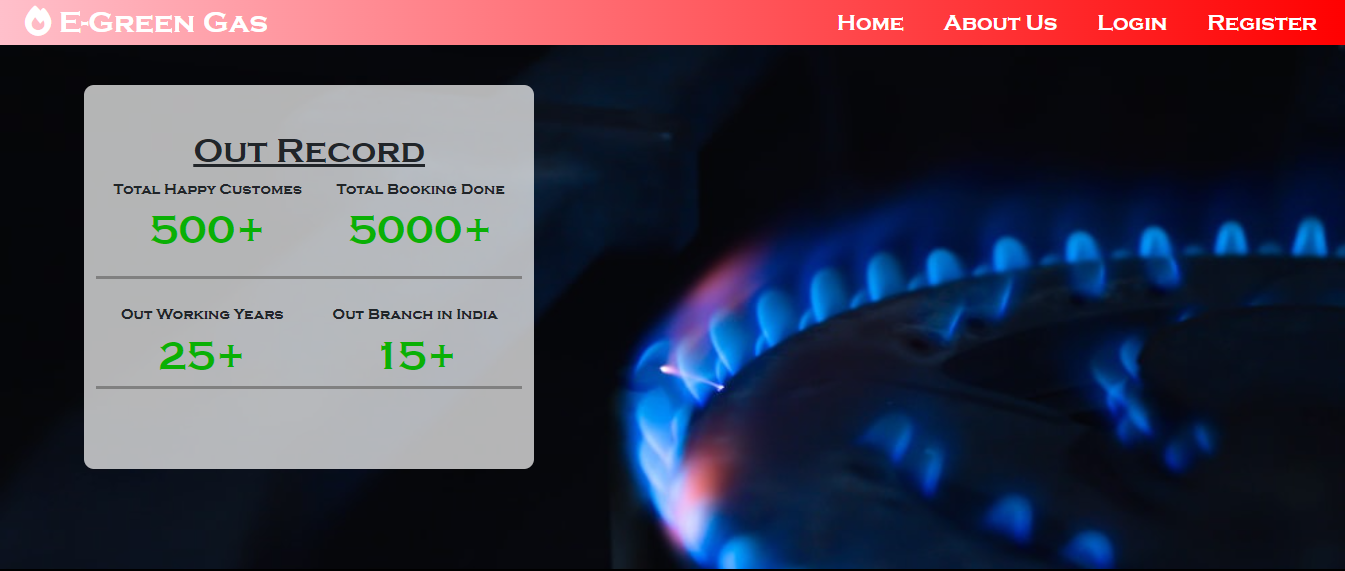 E-Green Gas Home About Us Login Register
Out Record
Total Happy Customes Total Booking Done
500+ 5000+
Out Working Years Out Branch in India
25+ 15+